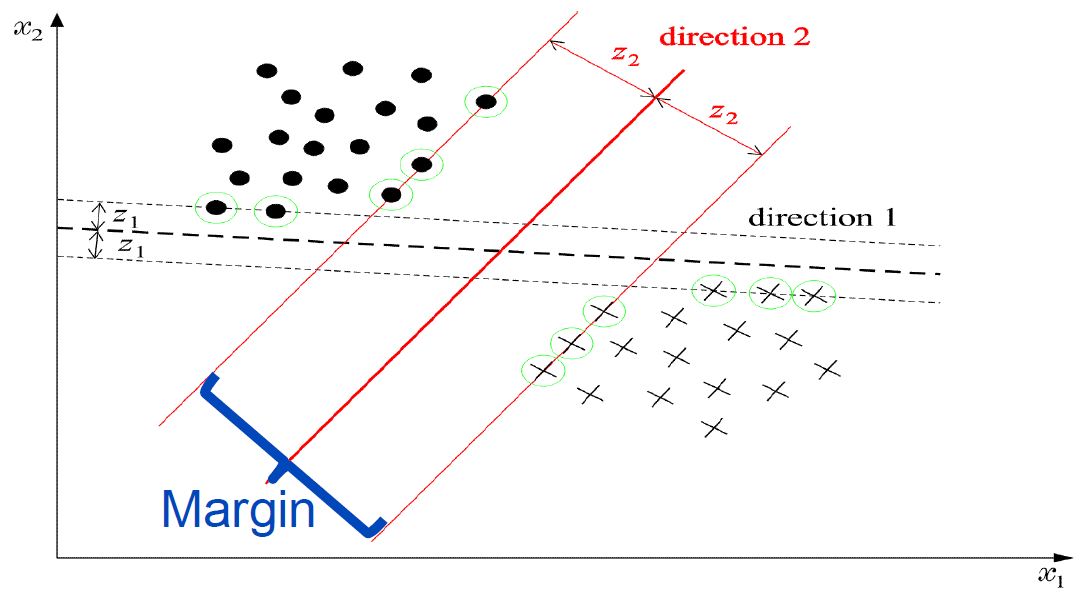 x₂
direction 2
z₂
z₂
z₁
direction 1
z₁
Margin
x₁